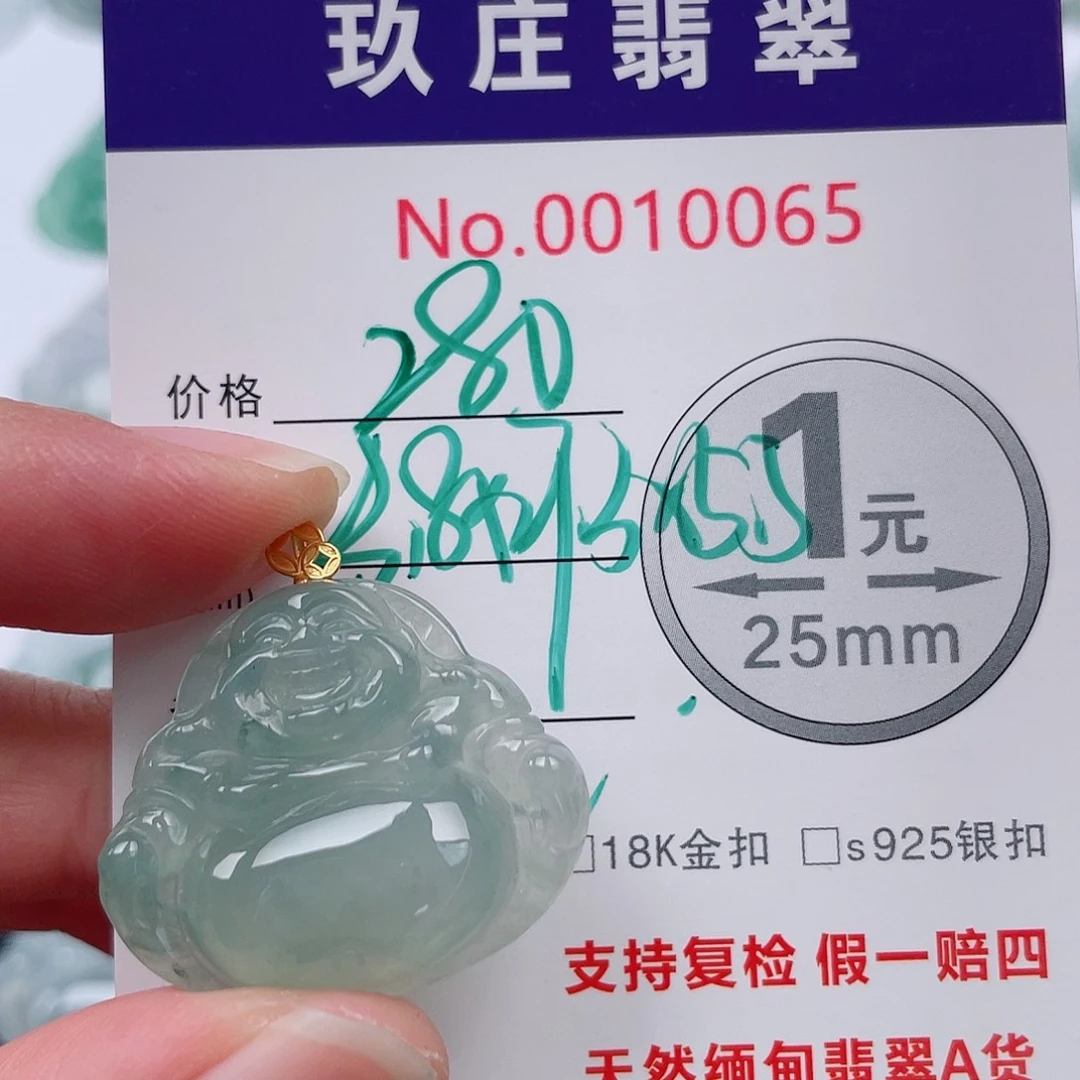 玖庄翡翠
No.0010065
价格 280
1元
25mm
18K金扣 □s925银扣
支持复检 假一赔四
天然缅甸翡翠A货